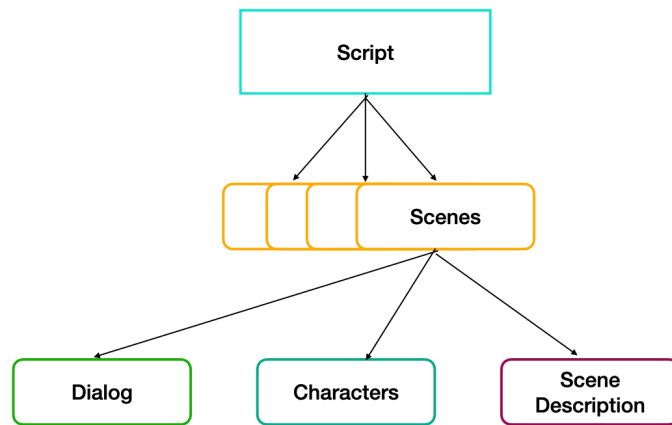 Script
Scenes
Dialog
Characters
Scene
Description